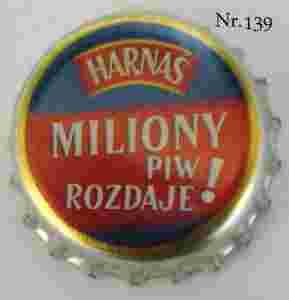 Nr.139
HARNAŚ
MILIONY
PIW
ROZDAJE!